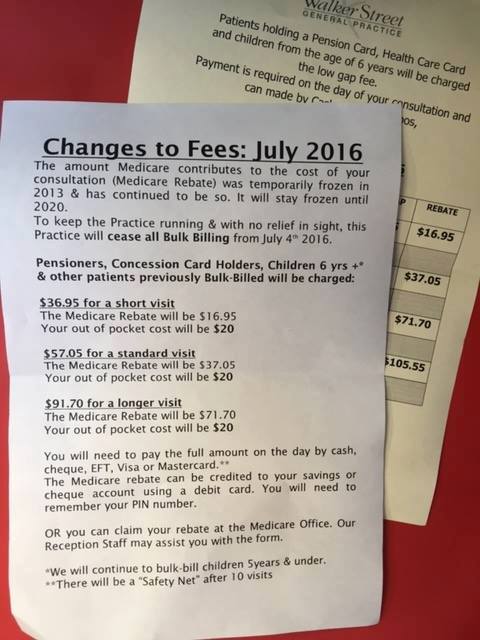 Walker Street
GENERAL PRACTICE
Patients holding a Pension Card, Health Care Card
and children from the age of 6 years will be charged
the low gap fee.
Payment is required on the day of your consultation and
can made by
REBATE
$16.95
$37.05
$71.70
$105.55
Changes to Fees: July 2016
The amount Medicare contributes to the cost of your
consultation (Medicare Rebate) was temporarily frozen in
2013 & has continued to be so. It will stay frozen until
2020.
To keep the Practice running & with no relief in sight, this
Practice will cease all Bulk Billing from July 4th 2016.
Pensioners, Concession Card Holders, Children 6 yrs +*
& other patients previously Bulk-Billed will be charged:
$36.95 for a short visit
The Medicare Rebate will be $16.95
Your out of pocket cost will be $20
$57.05 for a standard visit
The Medicare Rebate will be $37.05
Your out of pocket cost will be $20
$91.70 for a longer visit
The Medicare Rebate will be $71.70
Your out of pocket cost will be $20
You will need to pay the full amount on the day by cash,
cheque, EFT, Visa or Mastercard.**
The Medicare rebate can be credited to your savings or
cheque account using a debit card. You will need to
remember your PIN number.
OR you can claim your rebate at the Medicare Office. Our
Reception Staff may assist you with the form.
*We will continue to bulk-bill children 5years & under.
**There will be a "Safety Net" after 10 visits